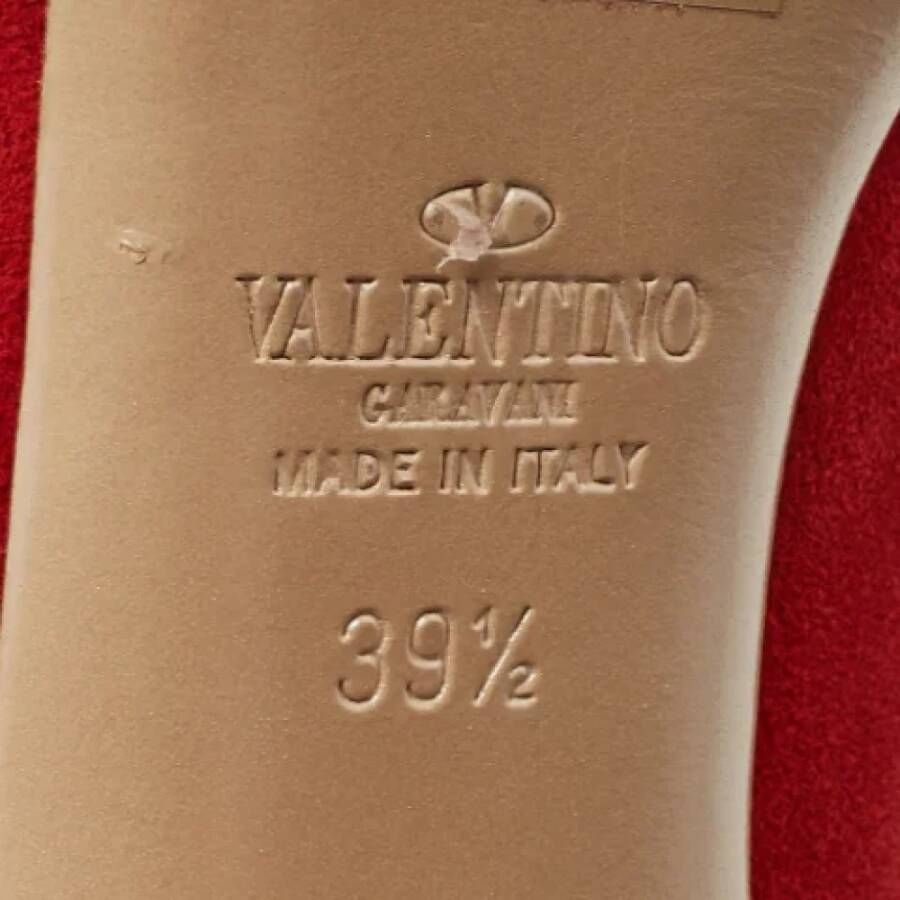 VALENTINO
GARAVANI
MADE IN ITALY
39½